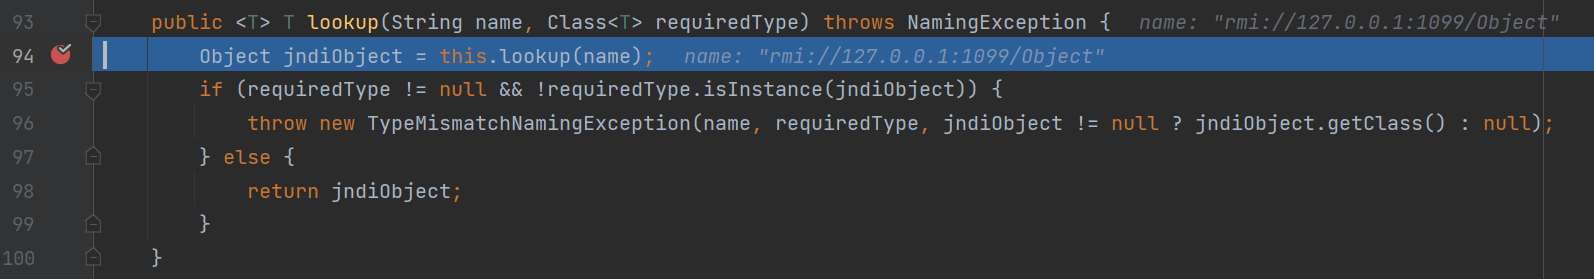 93 public <T> T lookup(String name, Class<T> requiredType) throws NamingException { name: "rmi://127.0.0.1:1099/Object"
94 Object jndiObject = this.lookup(name); name: "rmi://127.0.0.1:1099/Object"
95 if (requiredType != null && !requiredType.isInstance(jndiObject)) {
96 throw new TypeMismatchNamingException(name, requiredType, jndiObject != null ? jndiObject.getClass() : null);
97 } else {
98 return jndiObject;
99 }
100 }